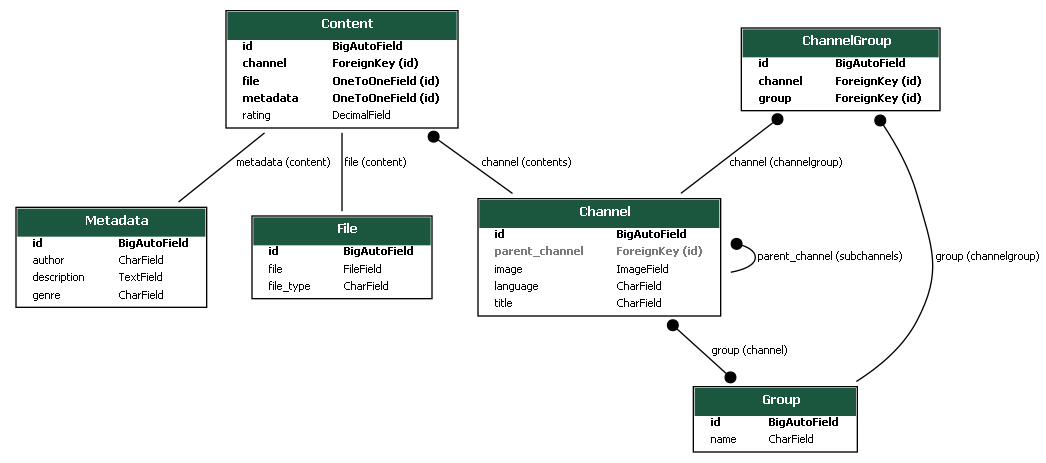 Content
id BigAutoField
channel ForeignKey (id)
file OneToOneField (id)
metadata OneToOneField (id)
rating DecimalField
ChannelGroup
id BigAutoField
channel ForeignKey (id)
group ForeignKey (id)
metadata (content)
file (content)
channel (contents)
channel (channelgroup)
Metadata
id BigAutoField
author CharField
description TextField
genre CharField
File
id BigAutoField
file FileField
file_type CharField
Channel
id BigAutoField
parent_channel ForeignKey (id)
image ImageField
language CharField
title CharField
parent_channel (subchannels)
group (channelgroup)
group (channel)
Group
id BigAutoField
name CharField